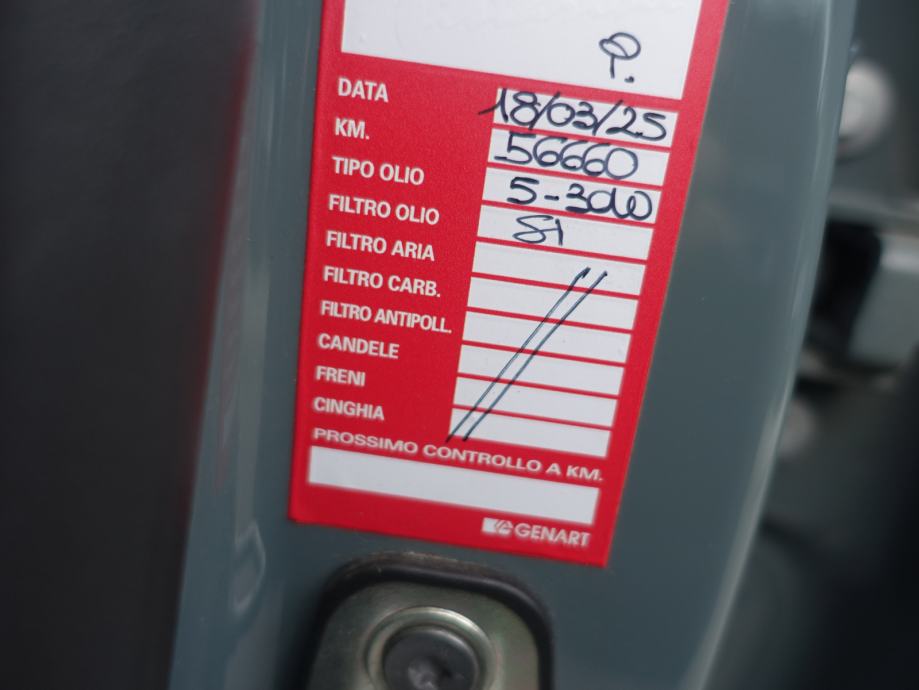 P.
DATA 18/03/25
KM. 56660
TIPO OLIO 5-30W
FILTRO OLIO SI
FILTRO ARIA
FILTRO CARB.
FILTRO ANTIPOLL.
CANDELE
FRENI
CINGHIA
PROSSIMO CONTROLLO A KM.
GENART